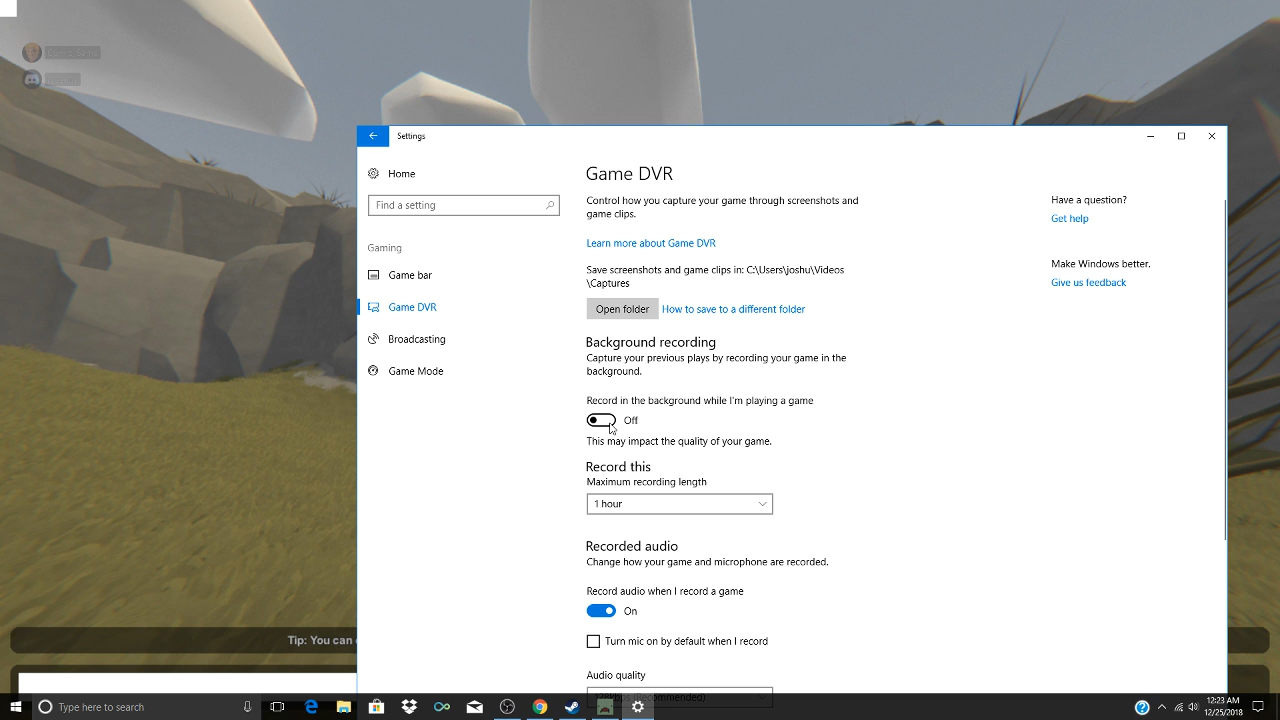 Settings
Home
Find a setting
Gaming
Game bar
Game DVR
Broadcasting
Game Mode
Game DVR
Control how you capture your game through screenshots and
game clips.
Learn more about Game DVR
Save screenshots and game clips in: C:\Users\joshu\Videos
\Captures
Open folder How to save to a different folder
Background recording
Capture your previous plays by recording your game in the
background.
Record in the background while I'm playing a game
Off
This may impact the quality of your game.
Record this
Maximum recording length
1 hour
Recorded audio
Change how your game and microphone are recorded.
Record audio when I record a game
On
Turn mic on by default when I record
Audio quality
(Recommended)
Have a question?
Get help
Make Windows better.
Give us feedback
Tip: You can
Type here to search
12:23 AM
12/25/2018